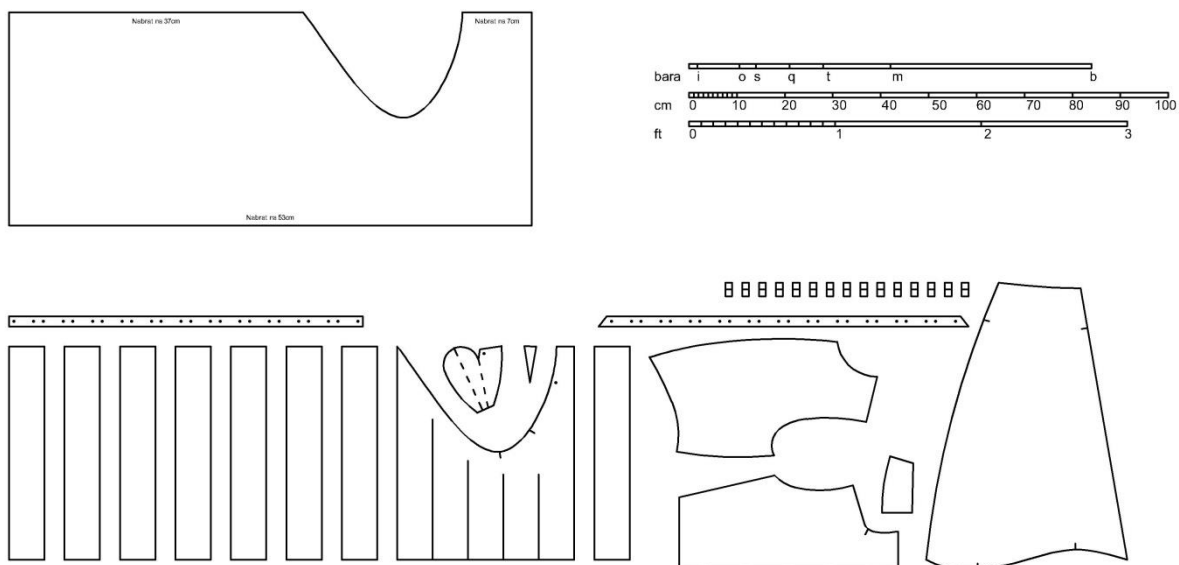 Nabrat na 37cm
Nabrat na 7cm
Nabrat na 53cm
bara i o s q t m b
cm 0 10 20 30 40 50 60 70 80 90 100
ft 0 1 2 3